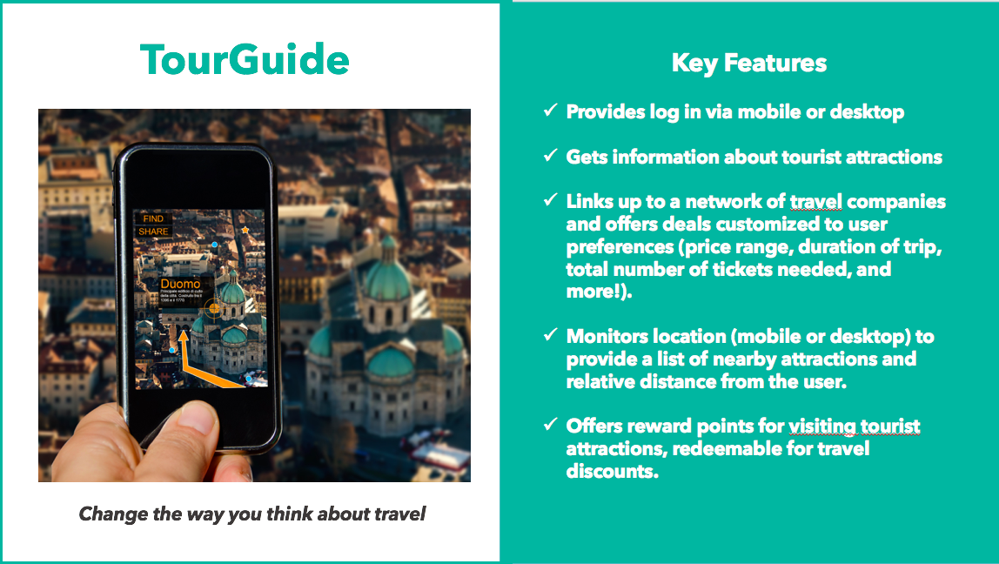 TourGuide
FIND
SHARE
Duomo
Principale edificio di culto
della città. Costruito tra il
1396 e il 1770.
Change the way you think about travel
Key Features
✓ Provides log in via mobile or desktop
✓ Gets information about tourist attractions
✓ Links up to a network of travel companies
and offers deals customized to user
preferences (price range, duration of trip,
total number of tickets needed, and
more!).
✓ Monitors location (mobile or desktop) to
provide a list of nearby attractions and
relative distance from the user.
✓ Offers reward points for visiting tourist
attractions, redeemable for travel
discounts.